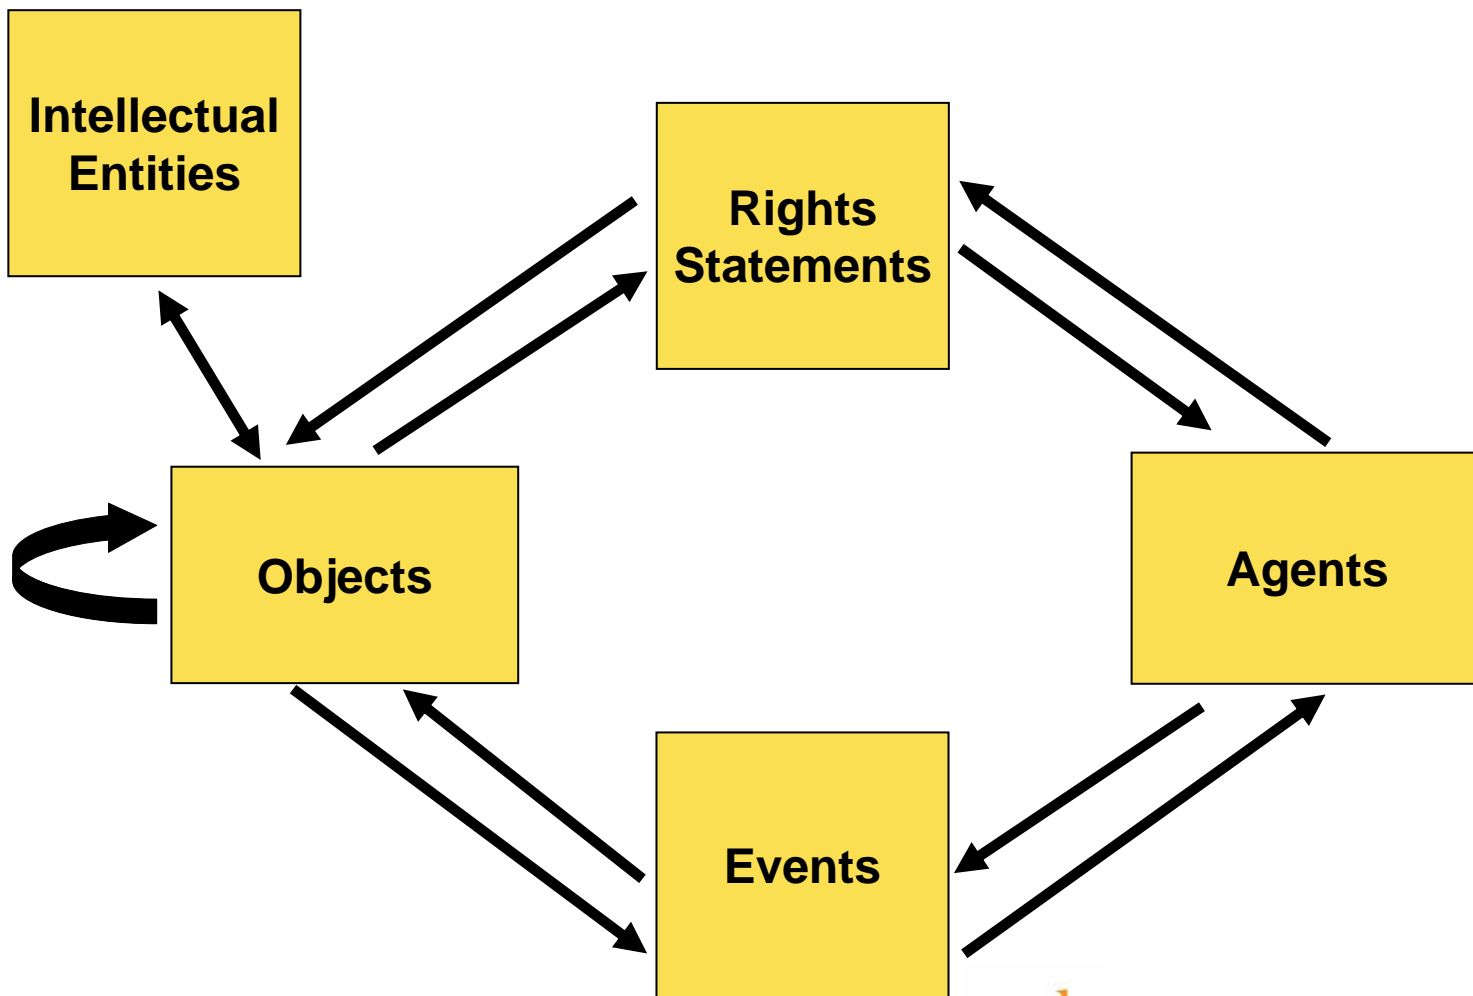 Intellectual
Entities
Rights
Statements
Objects
Agents
Events